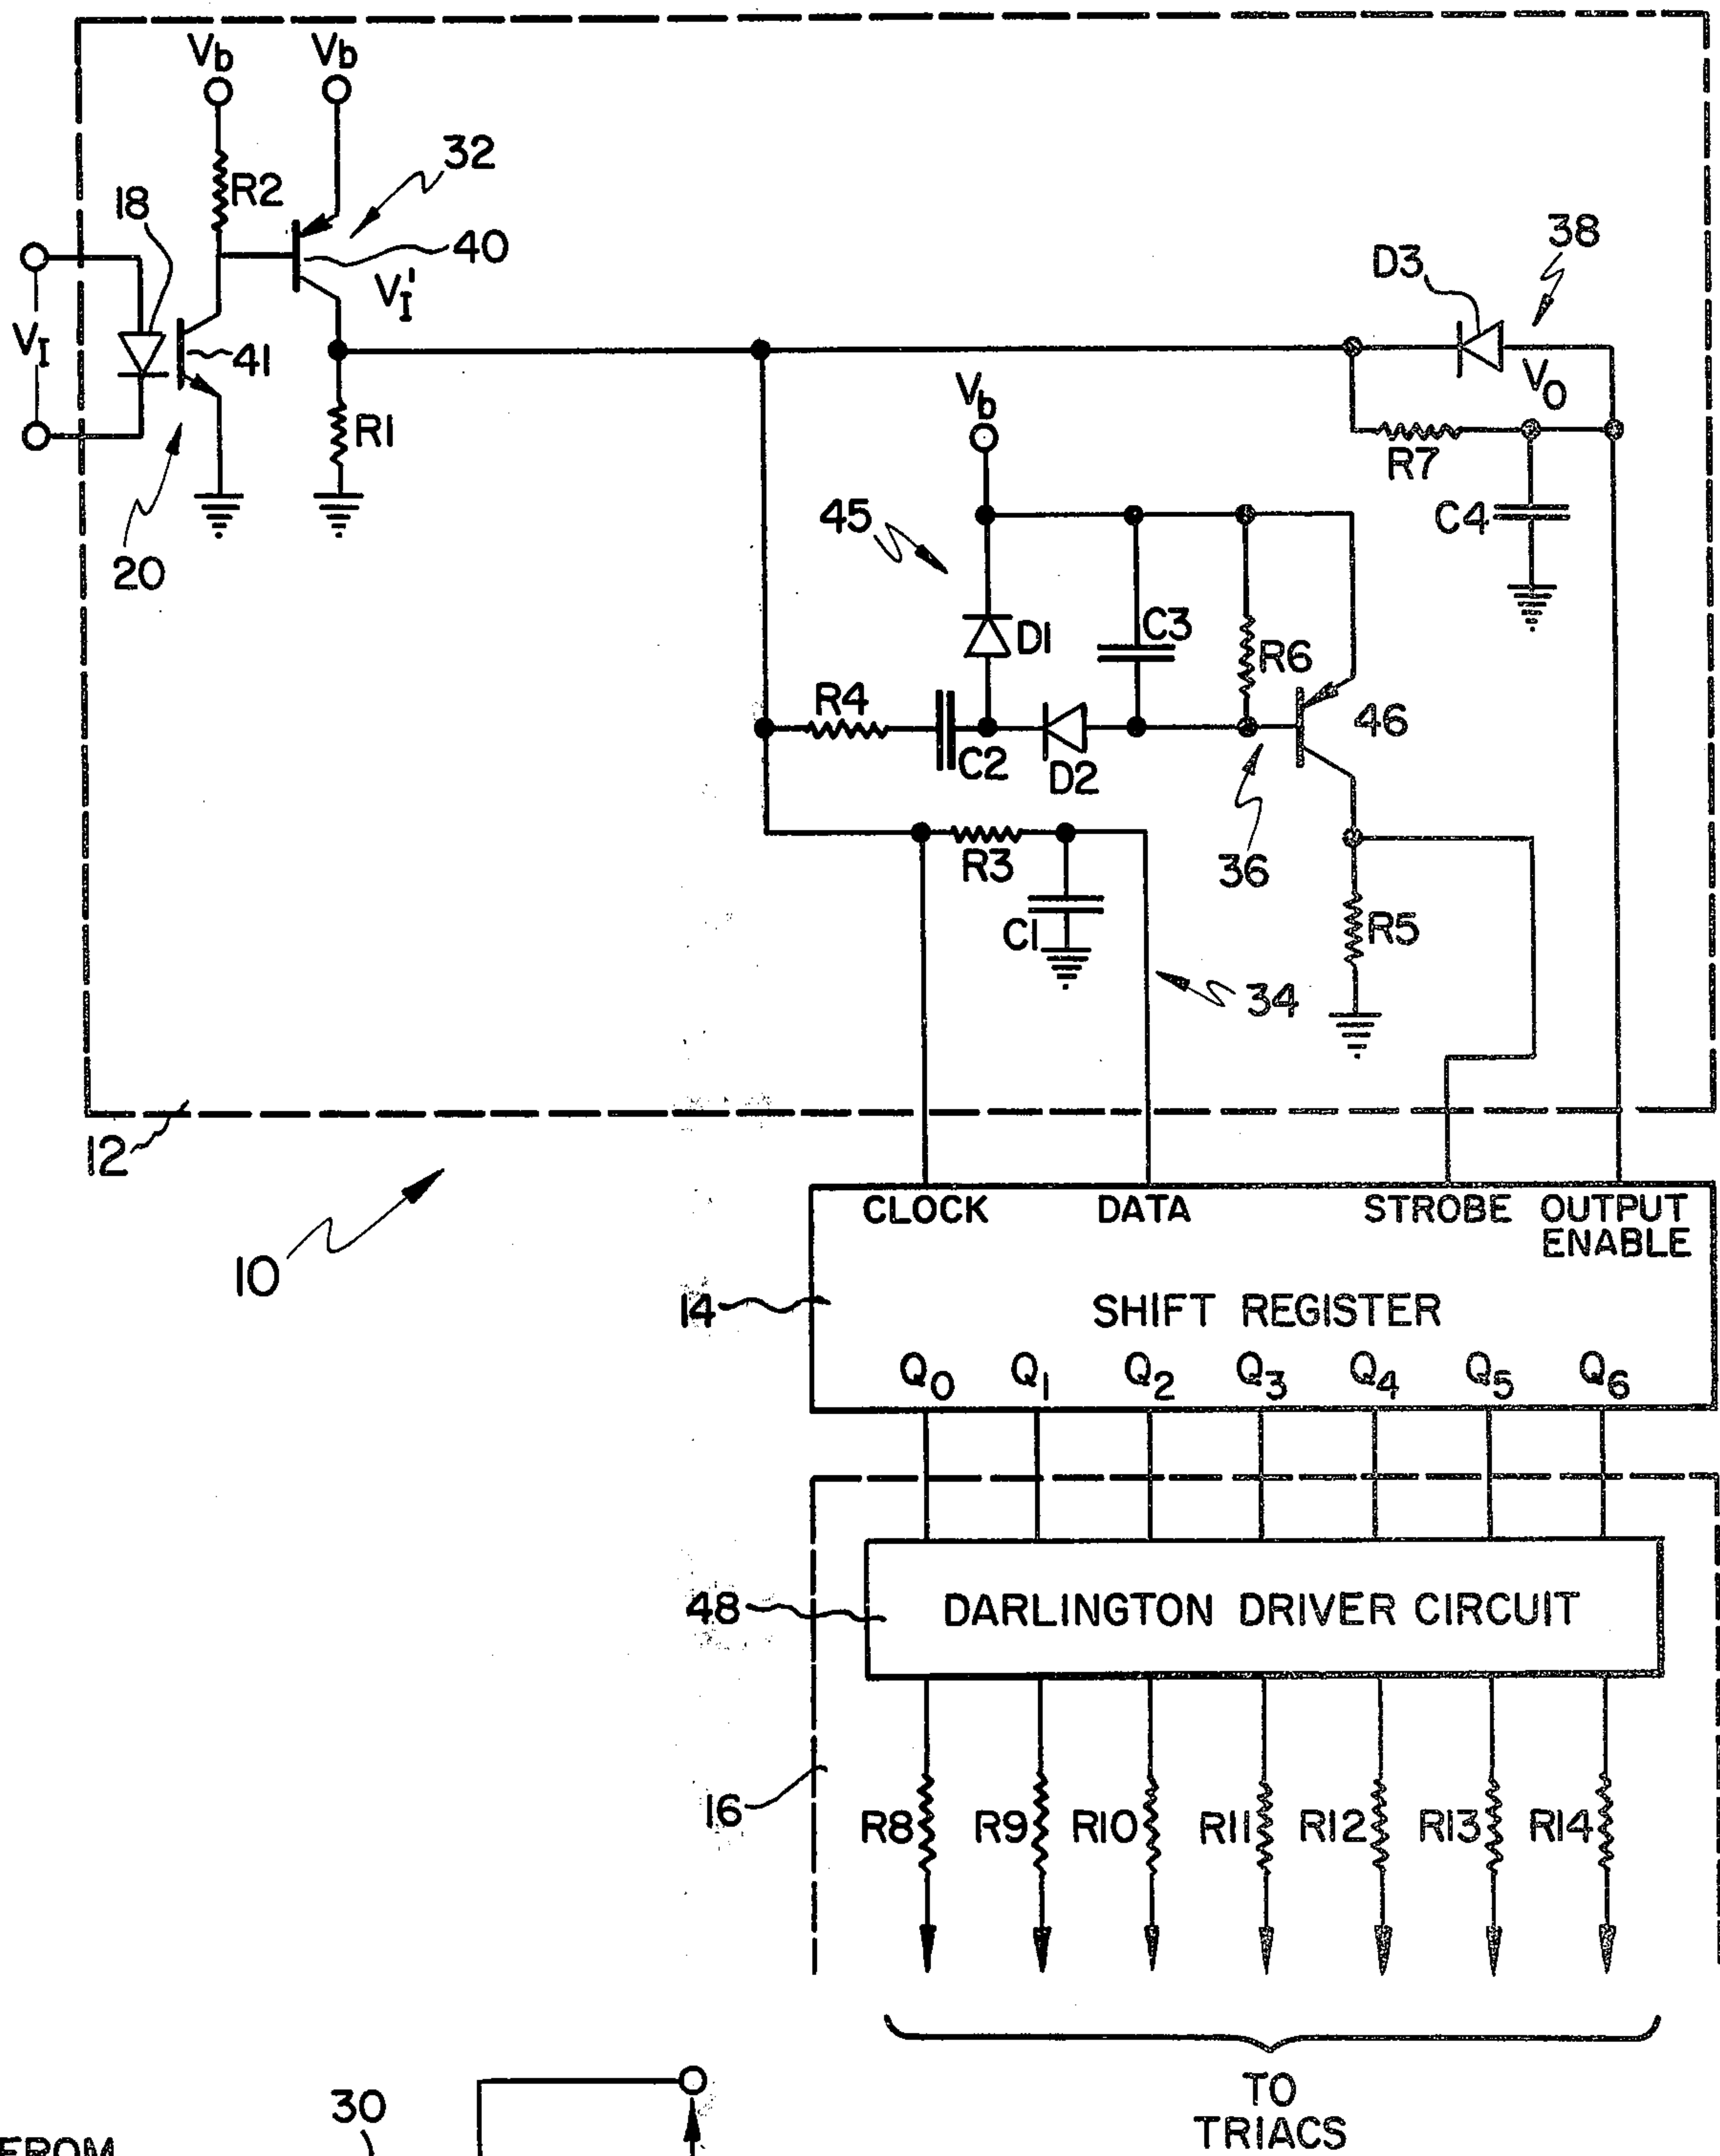 Vb Vb
32
R2
18
40
VI'
38
D3
VI
41
VO
Vb
R1
R7
45
C4
20
D1
C3
R6
R4
46
C2
D2
R3
36
C1
R5
34
12
CLOCK DATA STROBE OUTPUT ENABLE
10
14
SHIFT REGISTER
Q0 Q1 Q2 Q3 Q4 Q5 Q6
48
DARLINGTON DRIVER CIRCUIT
16
R8 R9 R10 R11 R12 R13 R14
TO
TRIACS
30
FROM